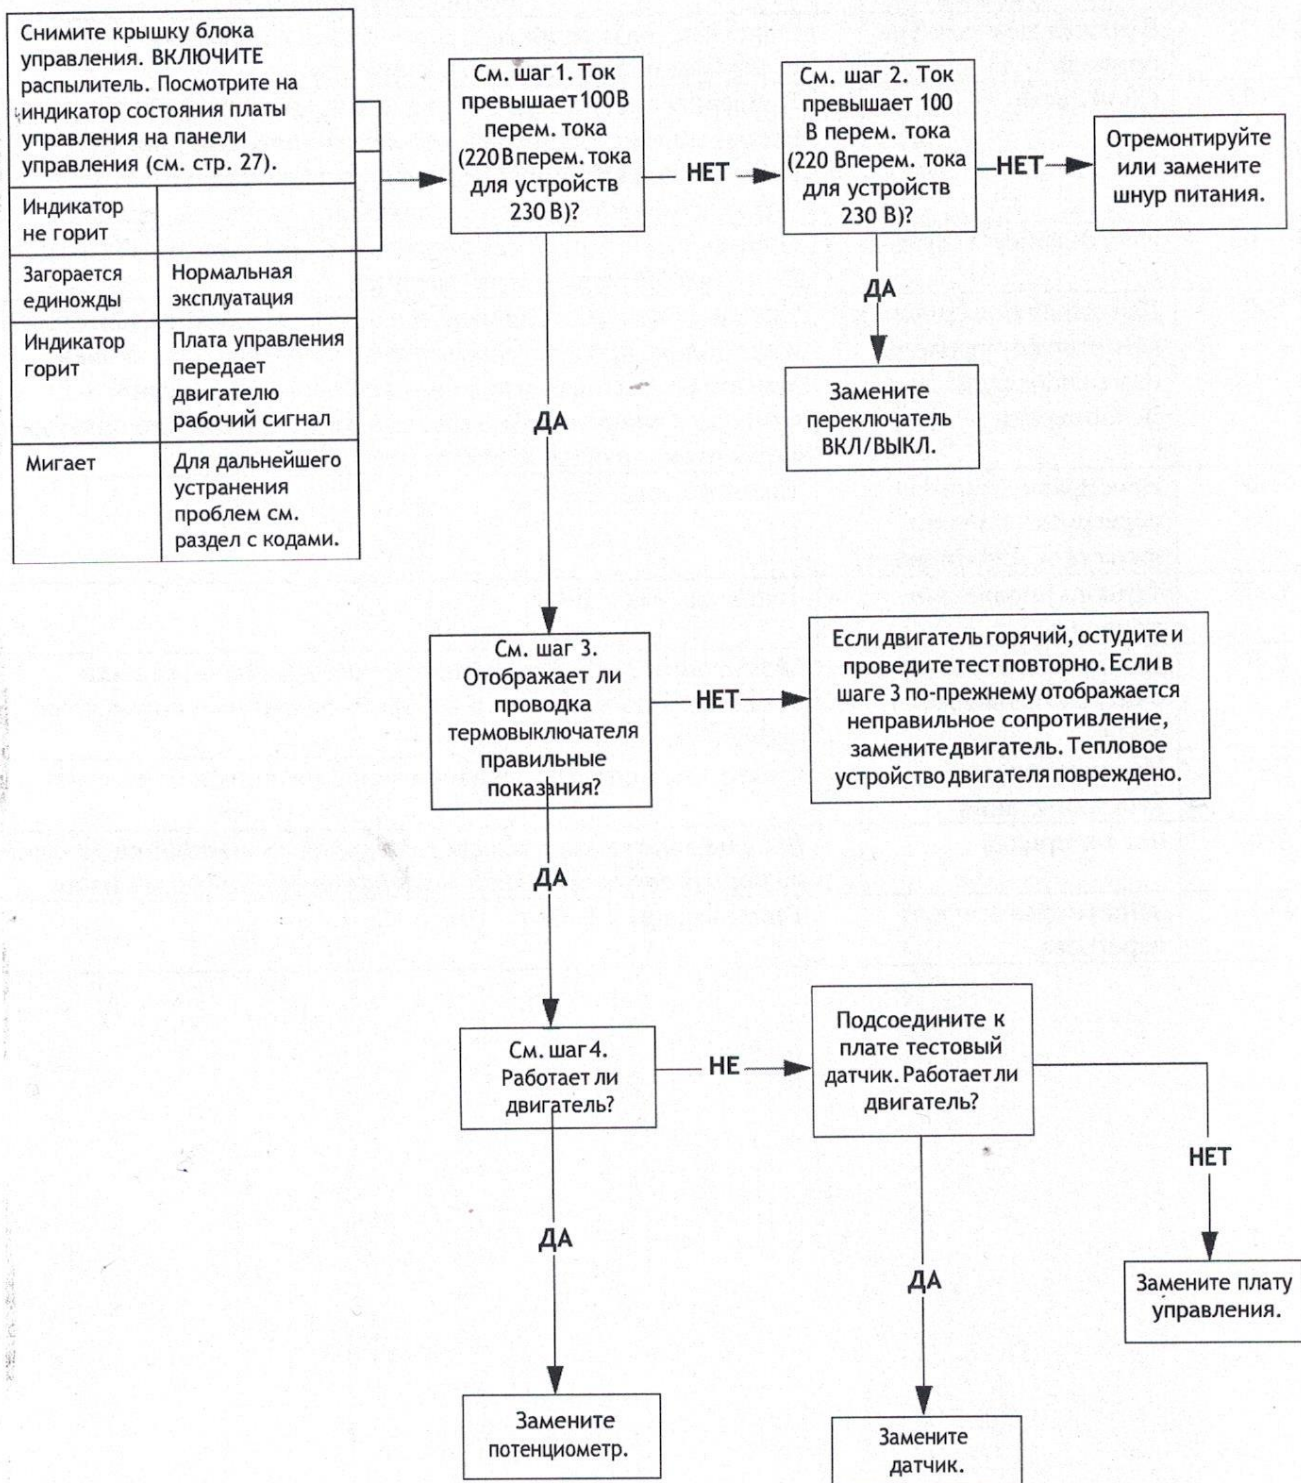 Снимите крышку блока
управления. ВКЛЮЧИТЕ
распылитель. Посмотрите на
индикатор состояния платы
управления на панели
управления (см. стр. 27).
Индикатор
не горит
Загорается
единожды
Нормальная
эксплуатация
Индикатор
горит
Плата управления
передает
двигателю
рабочий сигнал
Мигает
Для дальнейшего
устранения
проблем см.
раздел с кодами.
См. шаг 1. Ток
превышает 100 В
перем. тока
(220 В перем. тока
для устройств
230 В)?
НЕТ
См. шаг 2. Ток
превышает 100
В перем. тока
(220 Вперем. тока
для устройств
230 В)?
НЕТ
Отремонтируйте
или замените
шнур питания.
ДА
Замените
переключатель
ВКЛ/ВЫКЛ.
ДА
См. шаг 3.
Отображает ли
проводка
термовыключателя
правильные
показания?
НЕТ
Если двигатель горячий, остудите и
проведите тест повторно. Если в
шаге 3 по-прежнему отображается
неправильное сопротивление,
замените двигатель. Тепловое
устройство двигателя повреждено.
ДА
См. шаг 4.
Работает ли
двигатель?
НЕ
Подсоедините к
плате тестовый
датчик. Работает ли
двигатель?
НЕТ
Замените плату
управления.
ДА
Замените
потенциометр.
ДА
Замените
датчик.